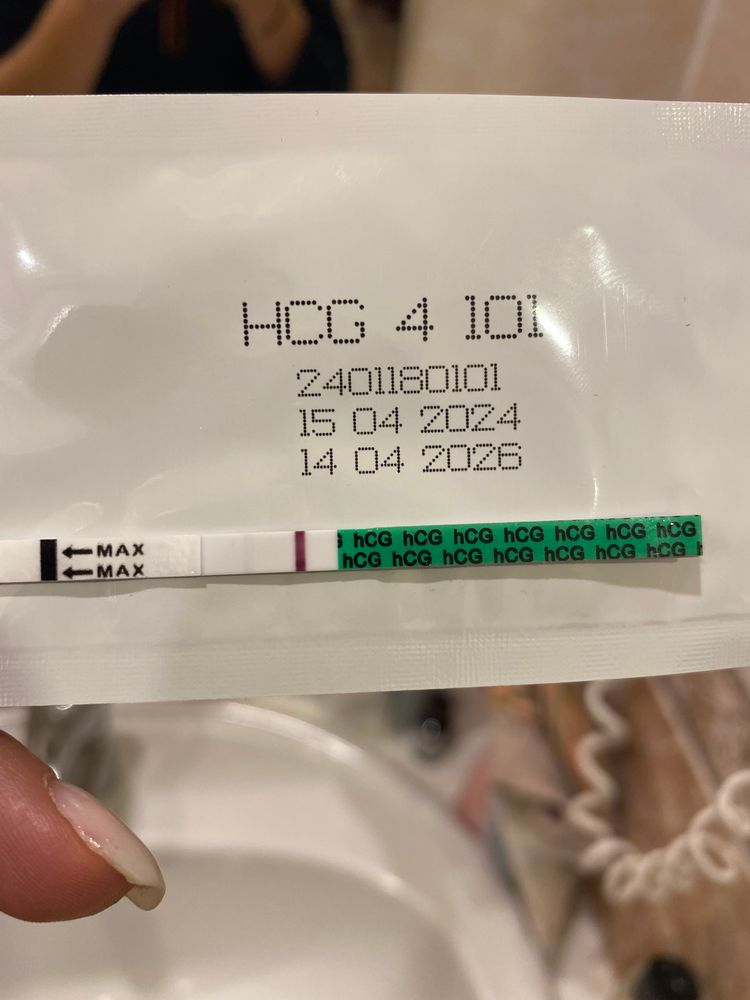 HCG 4 101
2401180101
15 04 2024
14 04 2026
←MAX
←MAX
hCG hCG hCG hCG hCG hCG hCG
hCG hCG hCG hCG hCG hCG hCG